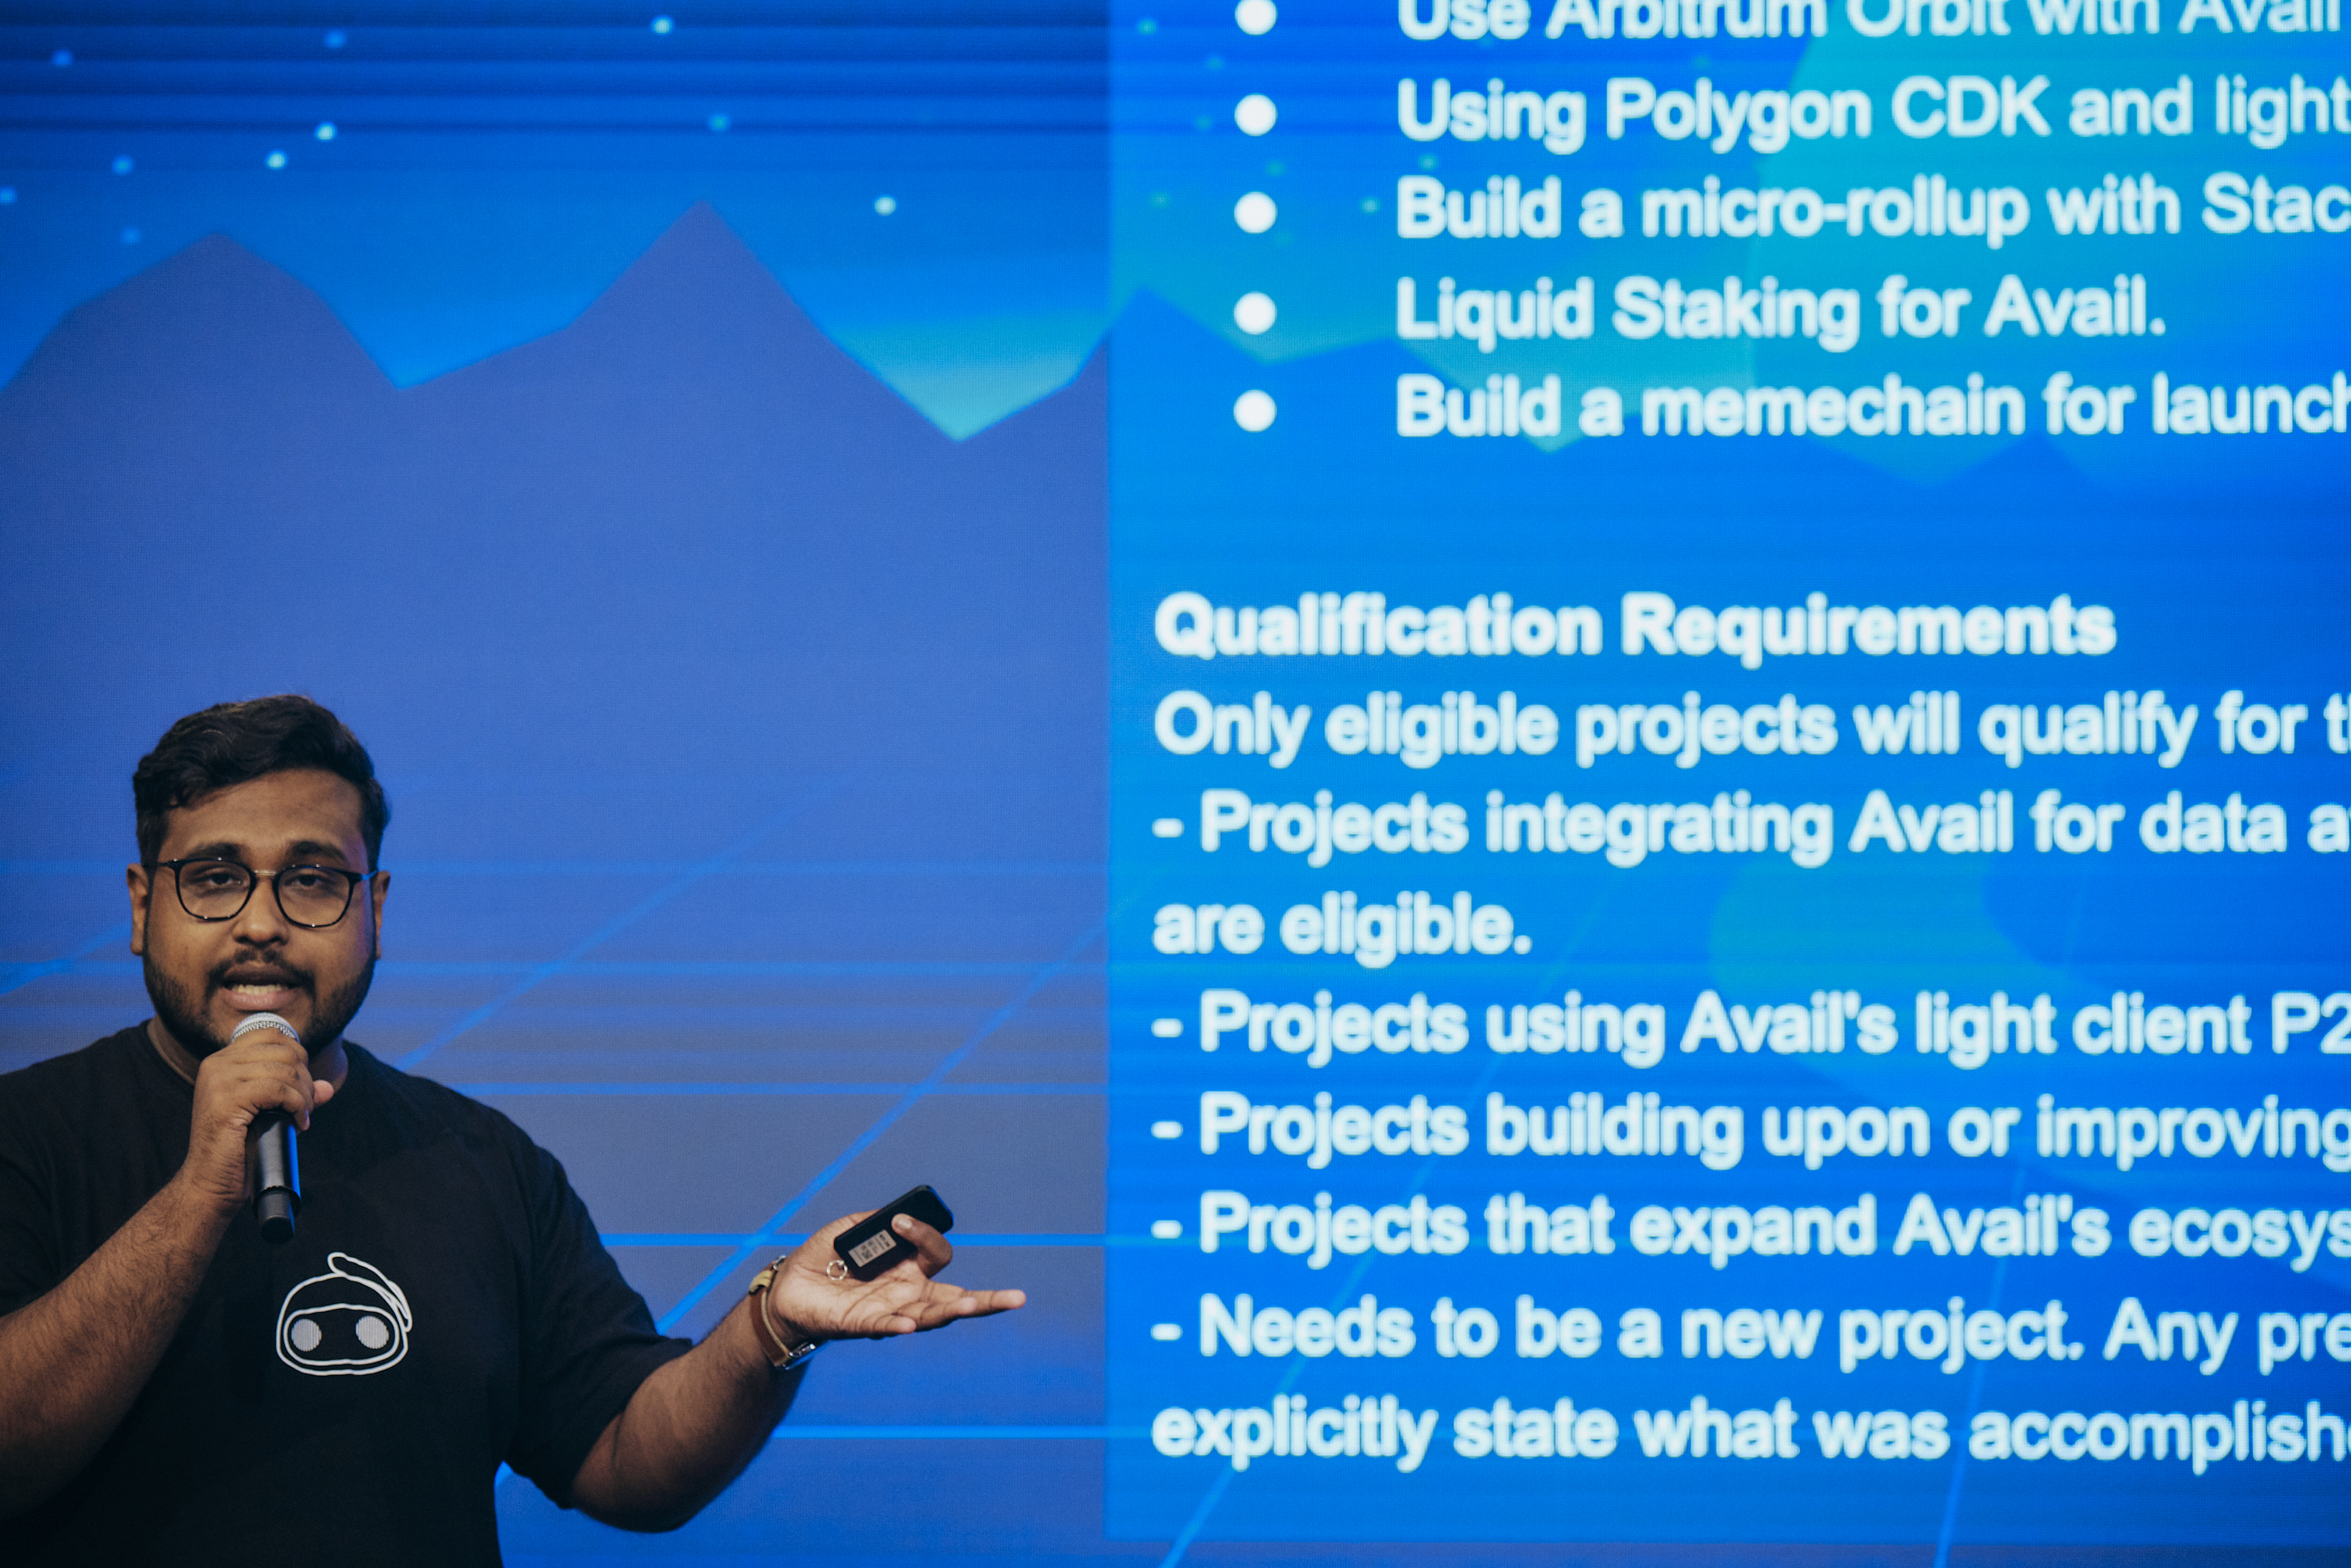 ● Use Arbitrum Orbit with Avail
● Using Polygon CDK and light
● Build a micro-rollup with Stac
● Liquid Staking for Avail.
● Build a memechain for launch
Qualification Requirements
Only eligible projects will qualify for t
- Projects integrating Avail for data a
are eligible.
- Projects using Avail's light client P2
- Projects building upon or improving
- Projects that expand Avail's ecosys
- Needs to be a new project. Any pre
explicitly state what was accomplish